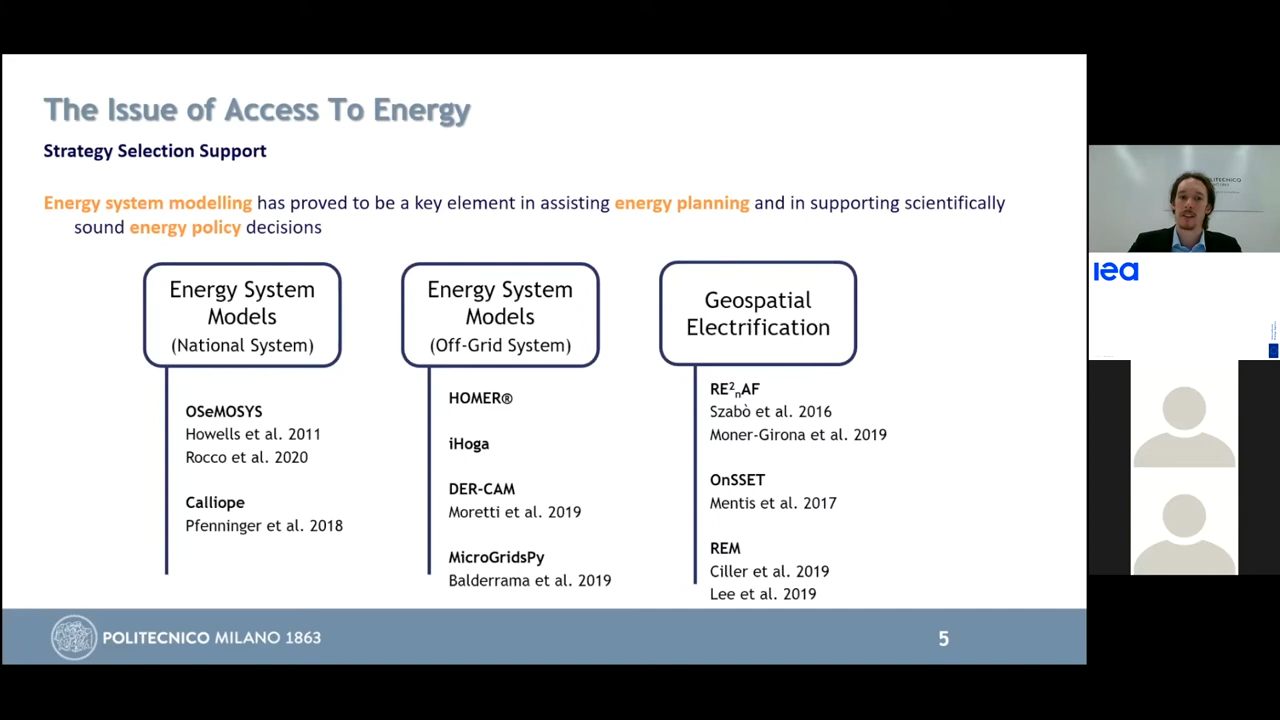 The Issue of Access To Energy
Strategy Selection Support
Energy system modelling has proved to be a key element in assisting energy planning and in supporting scientifically
sound energy policy decisions
Energy System
Models
(National System)
OSeMOSYS
Howells et al. 2011
Rocco et al. 2020
Calliope
Pfenninger et al. 2018
Energy System
Models
(Off-Grid System)
HOMER®
iHoga
DER-CAM
Moretti et al. 2019
MicroGridsPy
Balderrama et al. 2019
Geospatial
Electrification
RE²ₙAF
Szabò et al. 2016
Moner-Girona et al. 2019
OnSSET
Mentis et al. 2017
REM
Ciller et al. 2019
Lee et al. 2019
POLITECNICO MILANO 1863
5
OLITECNICO
iea